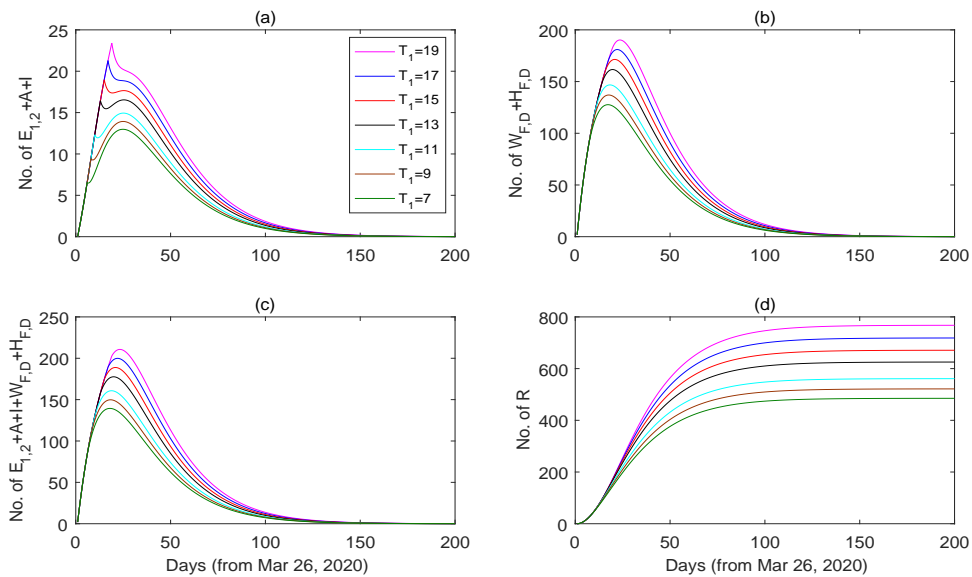 (a)
No. of E1,2+A+I
25
20
15
10
5
0
0 50 100 150 200
T1=19
T1=17
T1=15
T1=13
T1=11
T1=9
T1=7
(b)
No. of WF,D+HF,D
200
150
100
50
0
0 50 100 150 200
(c)
No. of E1,2+A+I+WF,D+HF,D
250
200
150
100
50
0
0 50 100 150 200
Days (from Mar 26, 2020)
(d)
No. of R
800
600
400
200
0
0 50 100 150 200
Days (from Mar 26, 2020)